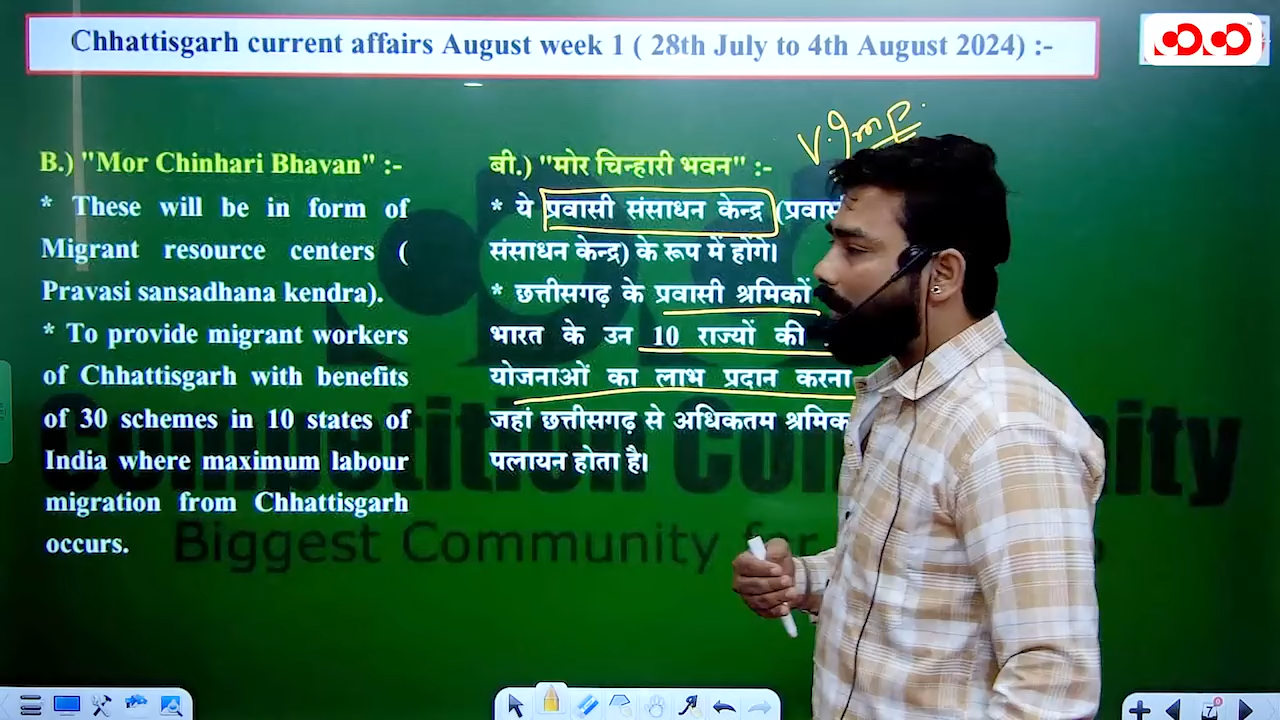 Chhattisgarh current affairs August week 1 ( 28th July to 4th August 2024) :-
V. Imp.
B.) "Mor Chinhari Bhavan" :-
* These will be in form of
Migrant resource centers (
Pravasi sansadhana kendra).
* To provide migrant workers
of Chhattisgarh with benefits
of 30 schemes in 10 states of
India where maximum labour
migration from Chhattisgarh
occurs.
बी.) "मोर चिन्हारी भवन" :-
* ये प्रवासी संसाधन केन्द्र (प्रवासी
संसाधन केन्द्र) के रूप में होंगे।
* छत्तीसगढ़ के प्रवासी श्रमिकों
भारत के उन 10 राज्यों की
योजनाओं का लाभ प्रदान करना
जहां छत्तीसगढ़ से अधिकतम श्रमिक
पलायन होता है।
Competition Community
Biggest Community for